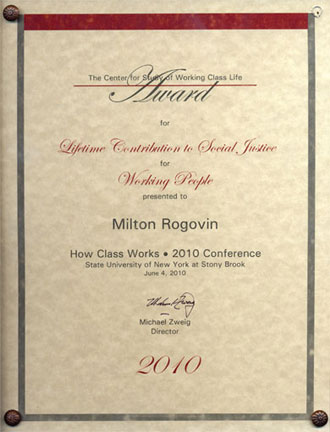 The Center for Study of Working Class Life
Award
for
Lifetime Contribution to Social Justice
for
Working People
presented to
Milton Rogovin
How Class Works • 2010 Conference
State University of New York at Stony Brook
June 4, 2010
Michael Zweig
Michael Zweig
Director
2010